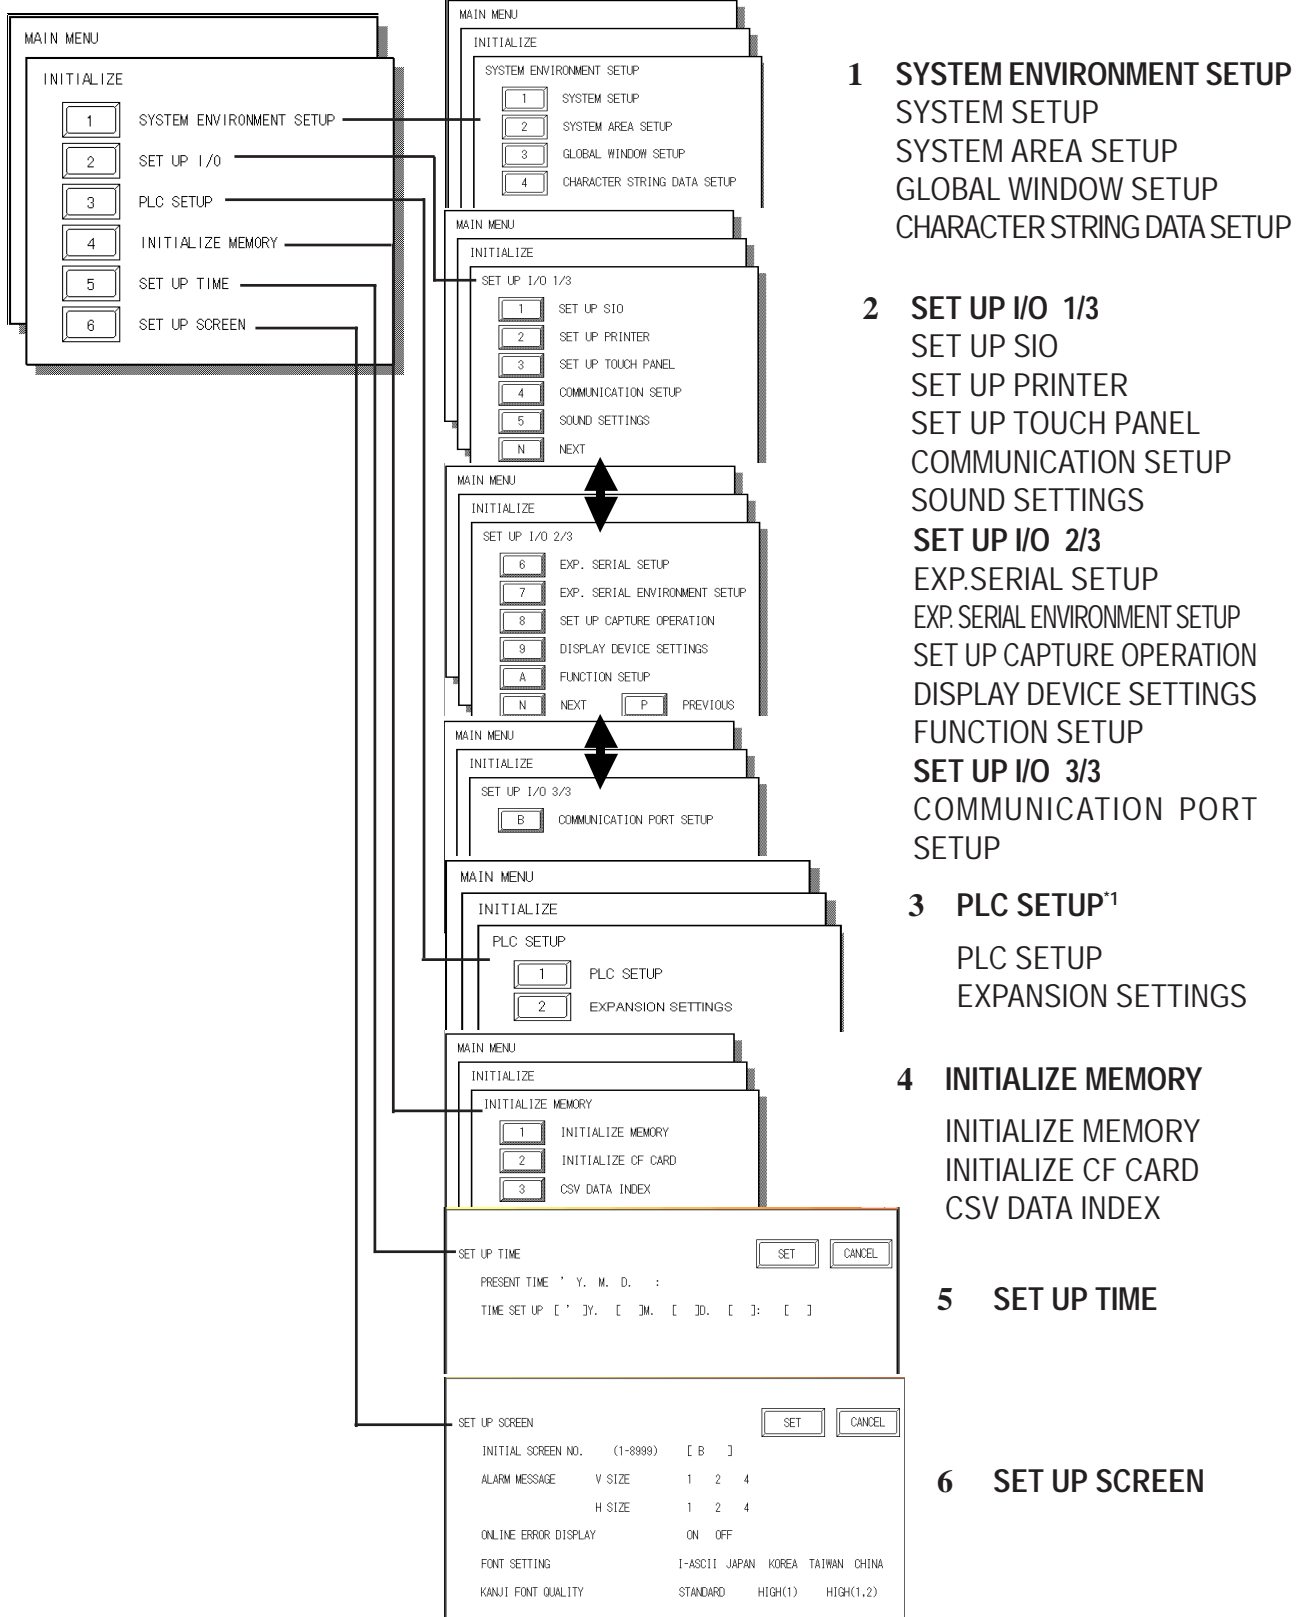 MAIN MENU
INITIALIZE
1 SYSTEM ENVIRONMENT SETUP
2 SET UP I/O
3 PLC SETUP
4 INITIALIZE MEMORY
5 SET UP TIME
6 SET UP SCREEN
MAIN MENU
INITIALIZE
SYSTEM ENVIRONMENT SETUP
1 SYSTEM SETUP
2 SYSTEM AREA SETUP
3 GLOBAL WINDOW SETUP
4 CHARACTER STRING DATA SETUP
MAIN MENU
INITIALIZE
SET UP I/O 1/3
1 SET UP SIO
2 SET UP PRINTER
3 SET UP TOUCH PANEL
4 COMMUNICATION SETUP
5 SOUND SETTINGS
N NEXT
MAIN MENU
INITIALIZE
SET UP I/O 2/3
6 EXP. SERIAL SETUP
7 EXP. SERIAL ENVIRONMENT SETUP
8 SET UP CAPTURE OPERATION
9 DISPLAY DEVICE SETTINGS
A FUNCTION SETUP
N NEXT P PREVIOUS
MAIN MENU
INITIALIZE
SET UP I/O 3/3
B COMMUNICATION PORT SETUP
MAIN MENU
INITIALIZE
PLC SETUP
1 PLC SETUP
2 EXPANSION SETTINGS
MAIN MENU
INITIALIZE
INITIALIZE MEMORY
1 INITIALIZE MEMORY
2 INITIALIZE CF CARD
3 CSV DATA INDEX
SET UP TIME SET CANCEL
PRESENT TIME ' Y. M. D. :
TIME SET UP [ ' ]Y. [ ]M. [ ]D. [ ]: [ ]
SET UP SCREEN SET CANCEL
INITIAL SCREEN NO. (1-8999) [ B ]
ALARM MESSAGE V SIZE 1 2 4
H SIZE 1 2 4
ONLINE ERROR DISPLAY ON OFF
FONT SETTING I-ASCII JAPAN KOREA TAIWAN CHINA
KANJI FONT QUALITY STANDARD HIGH(1) HIGH(1,2)
1 SYSTEM ENVIRONMENT SETUP
SYSTEM SETUP
SYSTEM AREA SETUP
GLOBAL WINDOW SETUP
CHARACTER STRING DATA SETUP
2 SET UP I/O 1/3
SET UP SIO
SET UP PRINTER
SET UP TOUCH PANEL
COMMUNICATION SETUP
SOUND SETTINGS
SET UP I/O 2/3
EXP.SERIAL SETUP
EXP. SERIAL ENVIRONMENT SETUP
SET UP CAPTURE OPERATION
DISPLAY DEVICE SETTINGS
FUNCTION SETUP
SET UP I/O 3/3
COMMUNICATION PORT
SETUP
3 PLC SETUP*1
PLC SETUP
EXPANSION SETTINGS
4 INITIALIZE MEMORY
INITIALIZE MEMORY
INITIALIZE CF CARD
CSV DATA INDEX
5 SET UP TIME
6 SET UP SCREEN